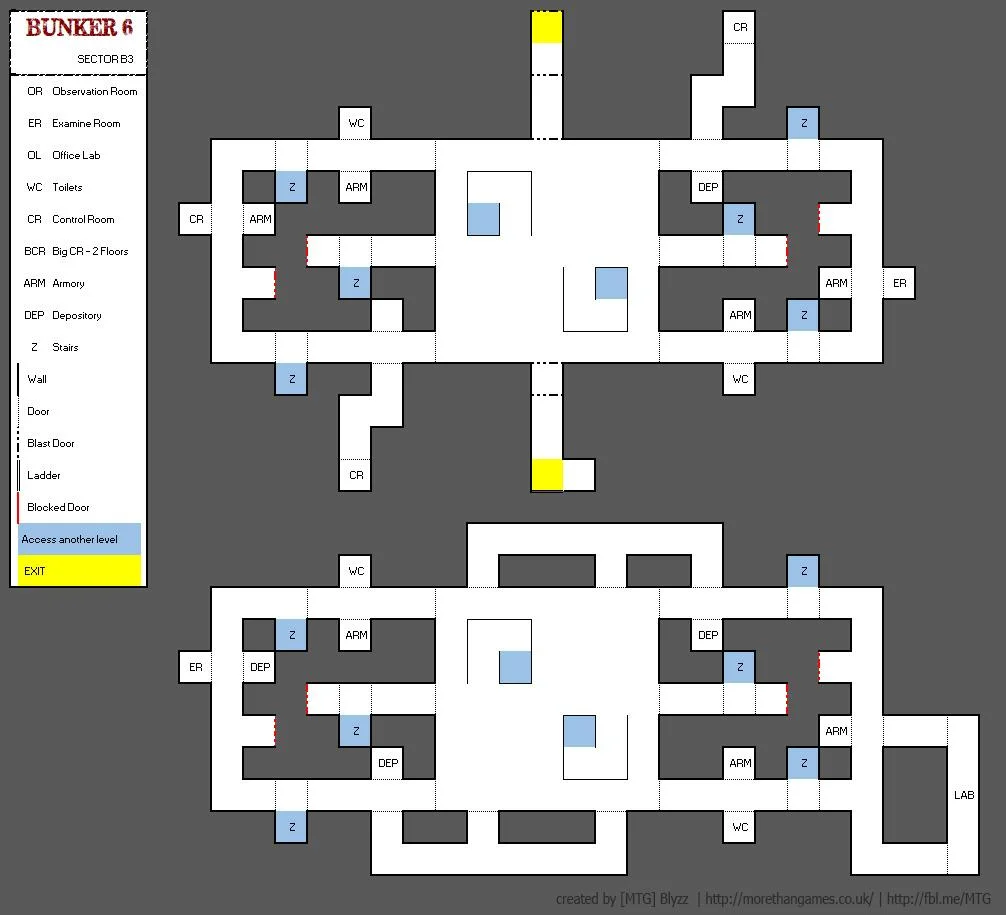 BUNKER 6
SECTOR B3
OR Observation Room
ER Examine Room
OL Office Lab
WC Toilets
CR Control Room
BCR Big CR - 2 Floors
ARM Armory
DEP Depository
Z Stairs
Wall
Door
Blast Door
Ladder
Blocked Door
Access another level
EXIT
CR
WC
Z
Z
ARM
DEP
CR
ARM
Z
Z
ARM
ER
ARM
Z
Z
WC
CR
WC
Z
Z
ARM
DEP
ER
DEP
Z
Z
ARM
DEP
ARM
Z
LAB
Z
WC
created by [MTG] Blyzz | http://morethangames.co.uk/ | http://fbl.me/MTG